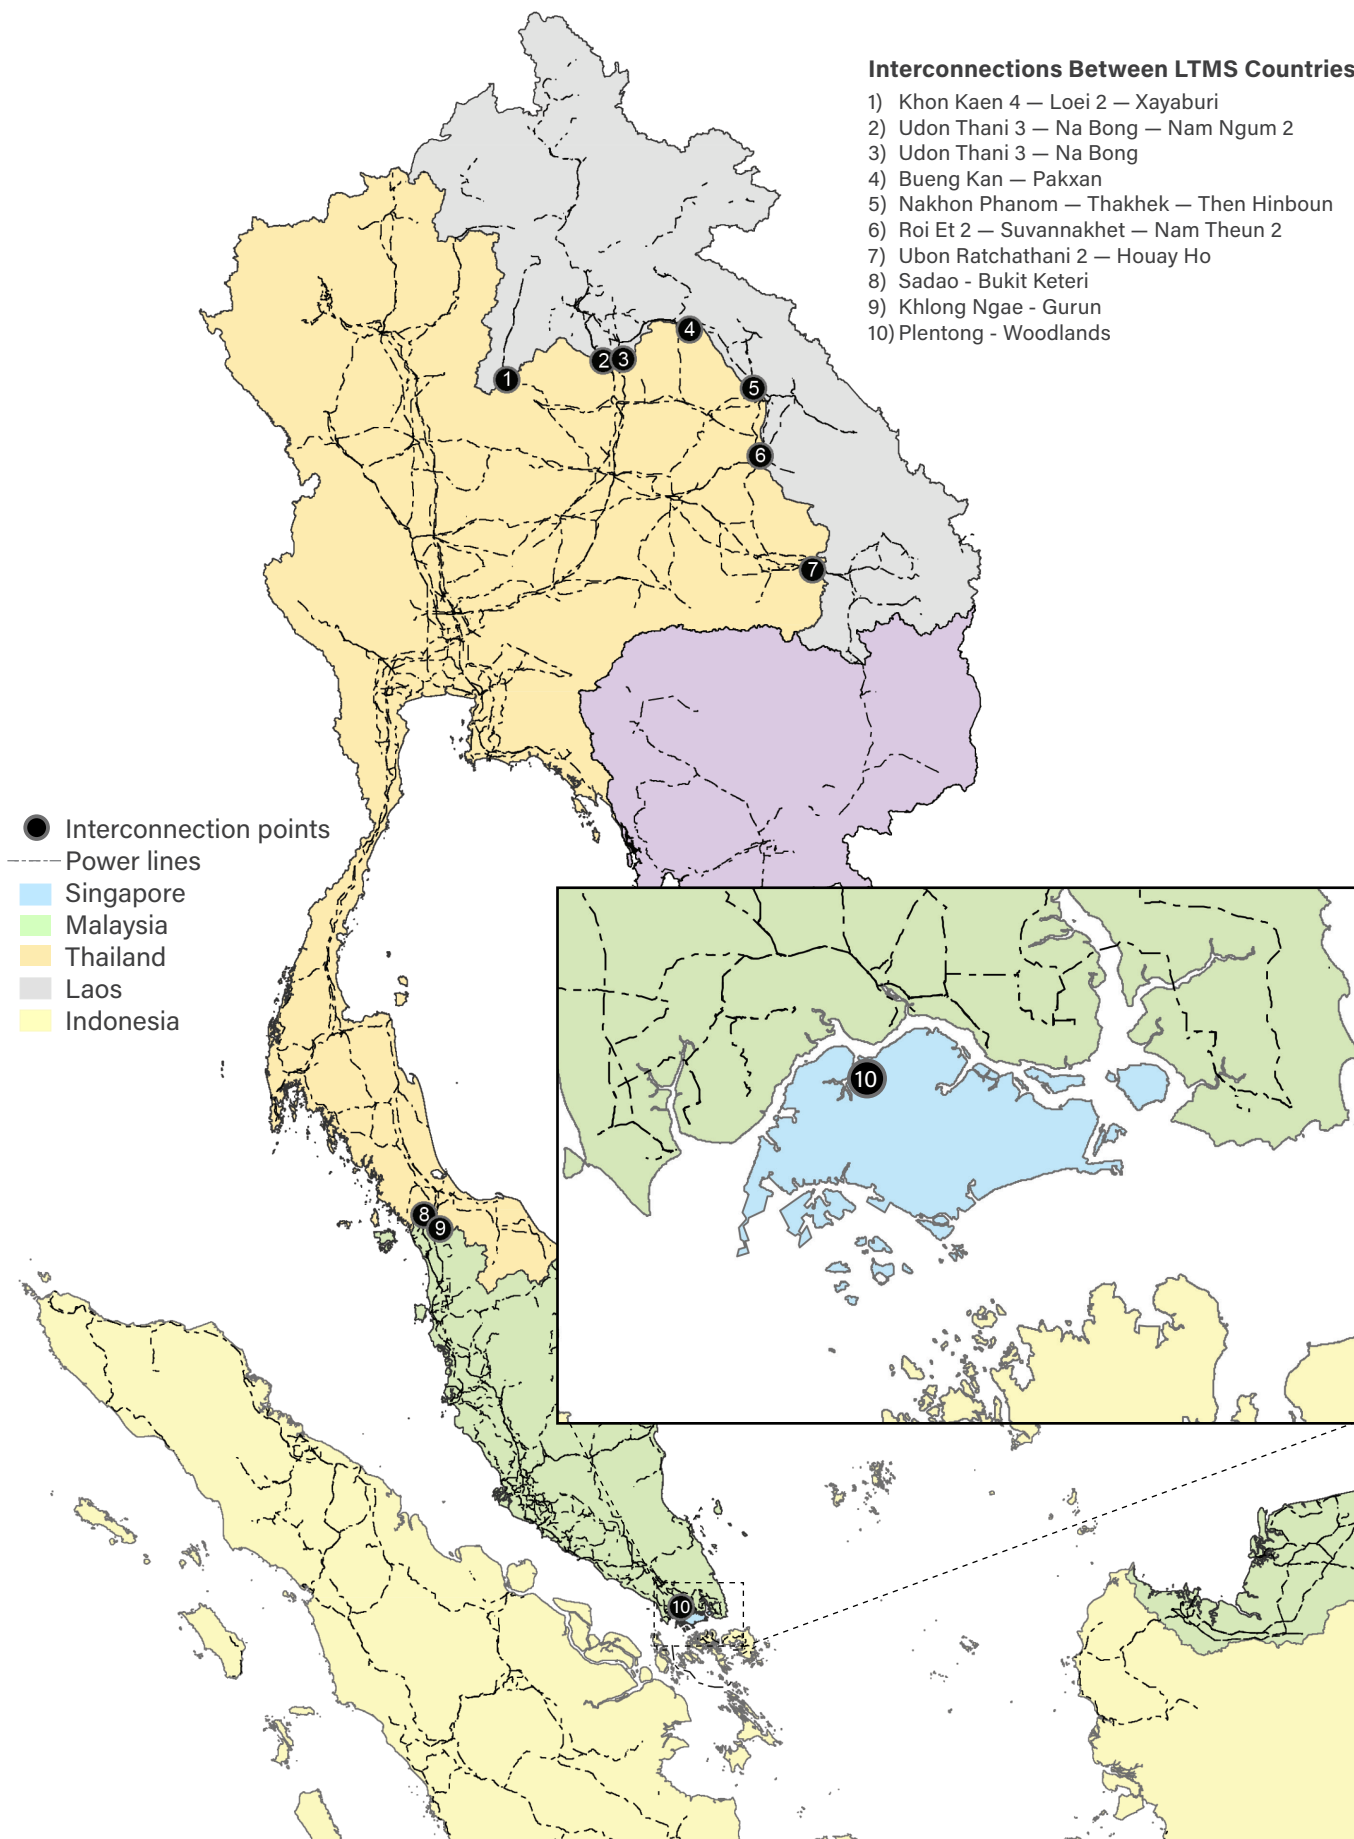 Interconnections Between LTMS Countries
1) Khon Kaen 4 — Loei 2 — Xayaburi
2) Udon Thani 3 — Na Bong — Nam Ngum 2
3) Udon Thani 3 — Na Bong
4) Bueng Kan — Pakxan
5) Nakhon Phanom — Thakhek — Then Hinboun
6) Roi Et 2 — Suvannakhet — Nam Theun 2
7) Ubon Ratchathani 2 — Houay Ho
8) Sadao - Bukit Keteri
9) Khlong Ngae - Gurun
10) Plentong - Woodlands
4
2
3
1
5
6
7
Interconnection points
Power lines
Singapore
Malaysia
Thailand
Laos
Indonesia
10
8
9
10